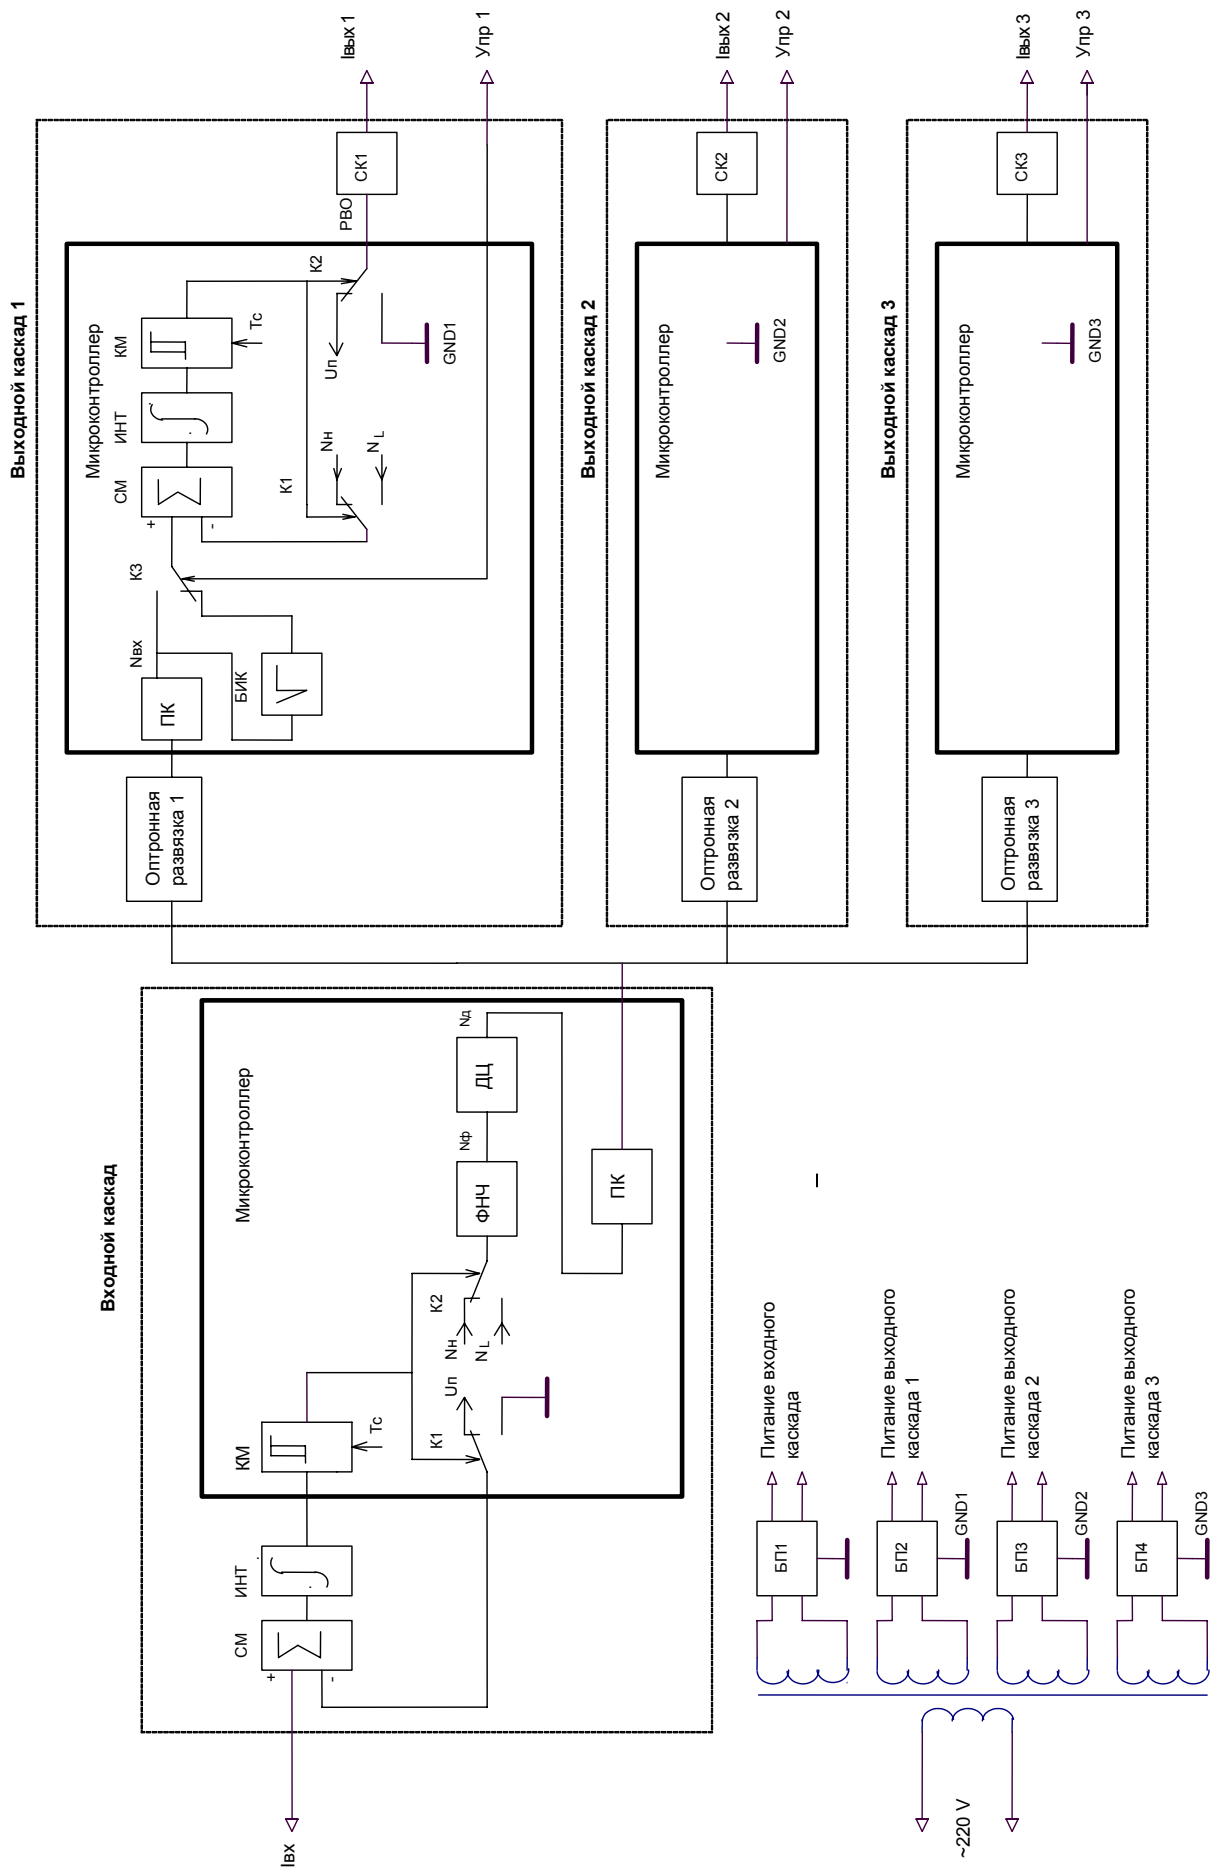 Входной каскад
Микроконтроллер
Iвх
СМ
+
-
ИНТ
КМ
Tс
К1
Uп
Nн
N L
К2
ФНЧ
Nф
ДЦ
Nд
ПК
Выходной каскад 1
Оптронная
развязка 1
Микроконтроллер
ПК
Nвх
БИК
К3
СМ
+
-
ИНТ
КМ
Tс
К1
Nн
N L
Uп
К2
GND1
РВО
СК1
Iвых 1
Упр 1
Выходной каскад 2
Оптронная
развязка 2
Микроконтроллер
GND2
СК2
Iвых 2
Упр 2
Выходной каскад 3
Оптронная
развязка 3
Микроконтроллер
GND3
СК3
Iвых 3
Упр 3
~220 V
БП1
Питание входного
каскада
БП2
GND1
Питание выходного
каскада 1
БП3
GND2
Питание выходного
каскада 2
БП4
GND3
Питание выходного
каскада 3